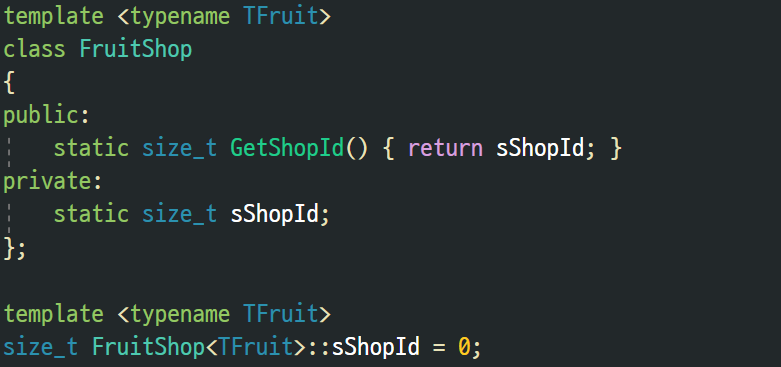 template <typename TFruit>
class FruitShop
{
public:
    static size_t GetShopId() { return sShopId; }
private:
    static size_t sShopId;
};

template <typename TFruit>
size_t FruitShop<TFruit>::sShopId = 0;